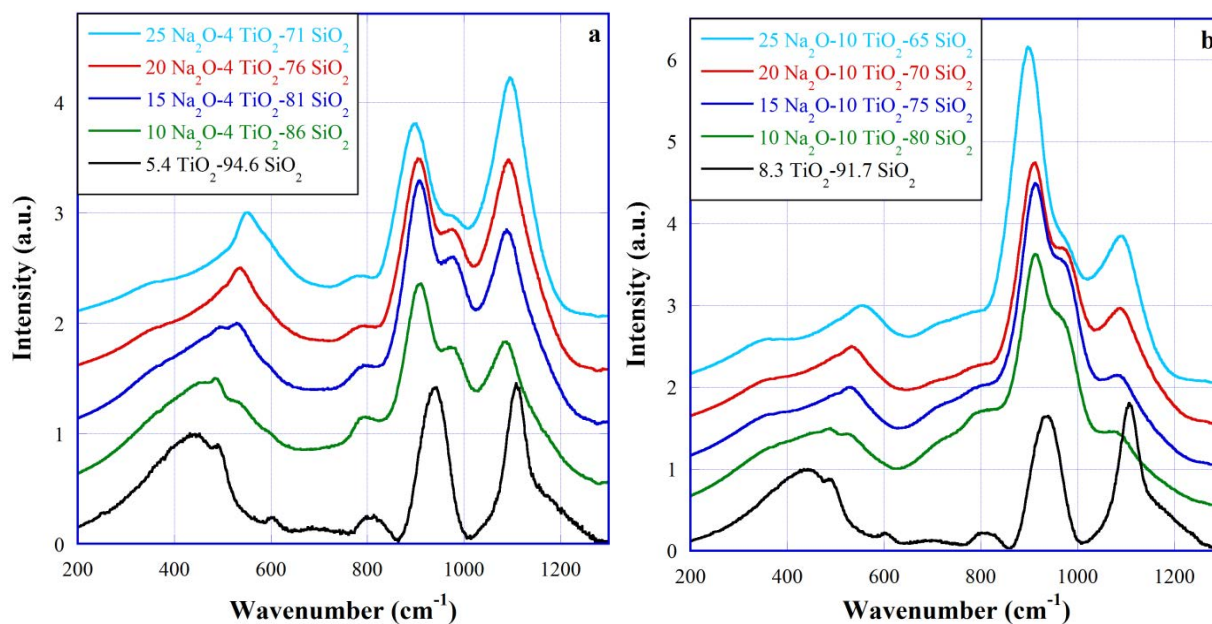 a
25 Na₂O-4 TiO₂-71 SiO₂
20 Na₂O-4 TiO₂-76 SiO₂
15 Na₂O-4 TiO₂-81 SiO₂
10 Na₂O-4 TiO₂-86 SiO₂
5.4 TiO₂-94.6 SiO₂
Intensity (a.u.)
4
3
2
1
0
200 400 600 800 1000 1200
Wavenumber (cm⁻¹)
b
25 Na₂O-10 TiO₂-65 SiO₂
20 Na₂O-10 TiO₂-70 SiO₂
15 Na₂O-10 TiO₂-75 SiO₂
10 Na₂O-10 TiO₂-80 SiO₂
8.3 TiO₂-91.7 SiO₂
Intensity (a.u.)
6
5
4
3
2
1
0
200 400 600 800 1000 1200
Wavenumber (cm⁻¹)